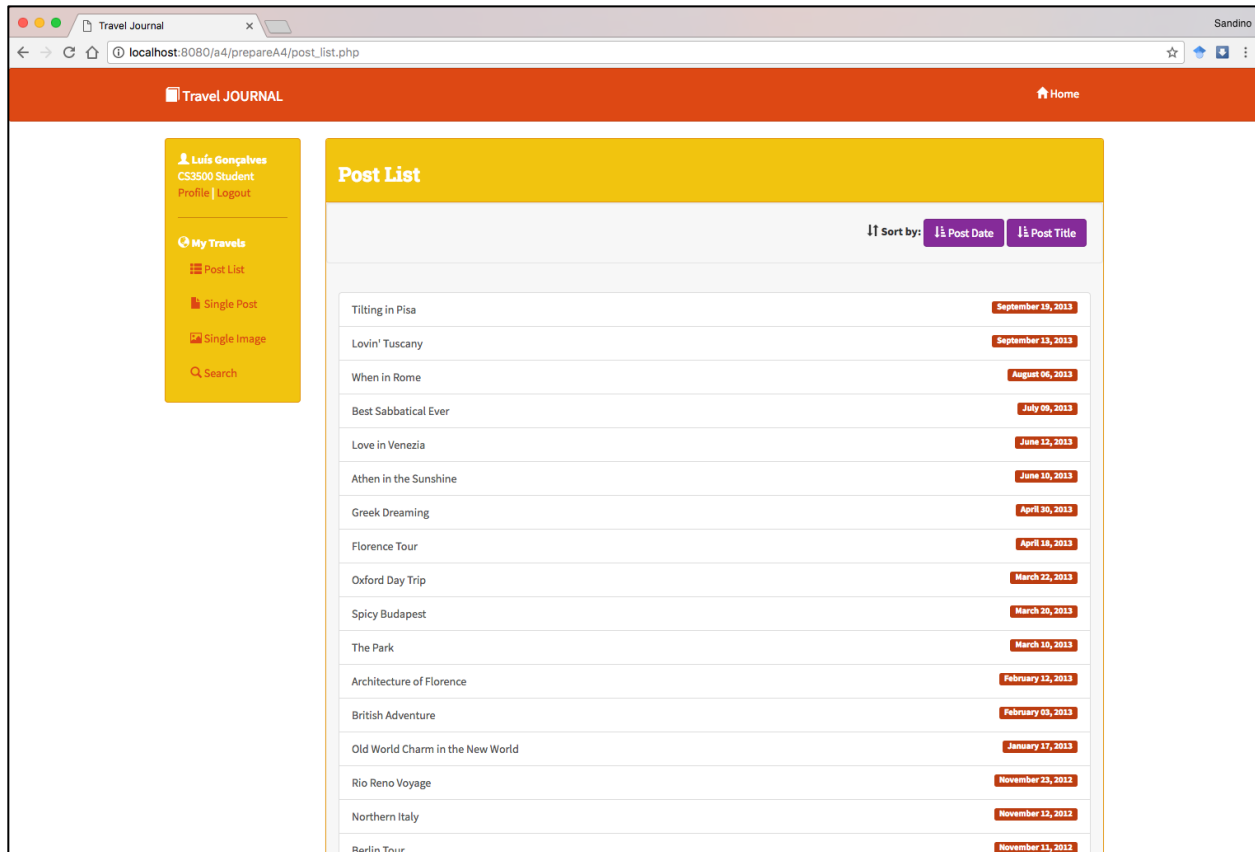 Travel Journal
Sandino
localhost:8080/a4/prepareA4/post_list.php
Travel JOURNAL
Home
Luís Gonçalves
CS3500 Student
Profile | Logout
My Travels
Post List
Single Post
Single Image
Search
Post List
Sort by: Post Date Post Title
Tilting in Pisa September 19, 2013
Lovin' Tuscany September 13, 2013
When in Rome August 06, 2013
Best Sabbatical Ever July 09, 2013
Love in Venezia June 12, 2013
Athen in the Sunshine June 10, 2013
Greek Dreaming April 30, 2013
Florence Tour April 18, 2013
Oxford Day Trip March 22, 2013
Spicy Budapest March 20, 2013
The Park March 10, 2013
Architecture of Florence February 12, 2013
British Adventure February 03, 2013
Old World Charm in the New World January 17, 2013
Rio Reno Voyage November 23, 2012
Northern Italy November 12, 2012
Berlin Tour November 11, 2012